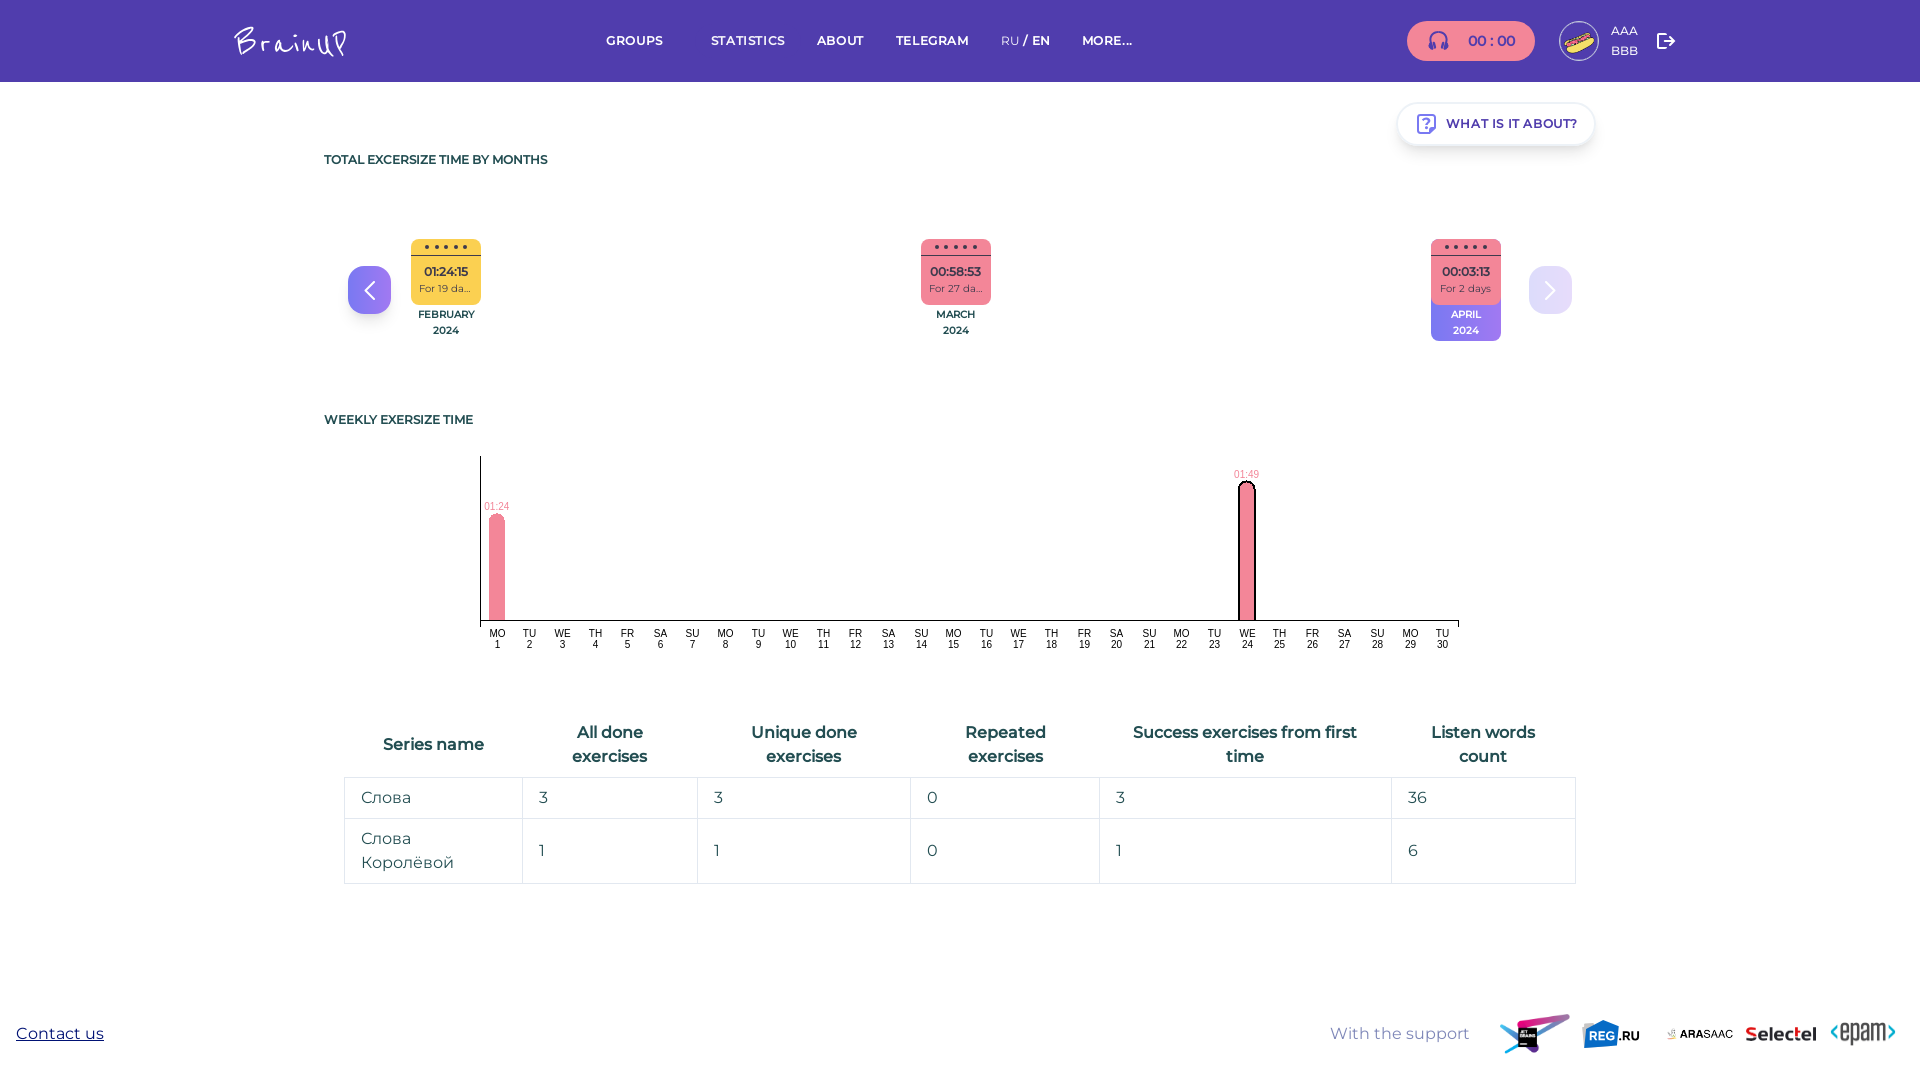 BrainUP
GROUPS
STATISTICS
ABOUT
TELEGRAM
RU / EN
MORE...
00 : 00
AAA
BBB
WHAT IS IT ABOUT?
TOTAL EXCERSIZE TIME BY MONTHS
01:24:15
For 19 da...
FEBRUARY
2024
00:58:53
For 27 da...
MARCH
2024
00:03:13
For 2 days
APRIL
2024
WEEKLY EXERSIZE TIME
01:24
01:49
MO TU WE TH FR SA SU MO TU WE TH FR SA SU MO TU WE TH FR SA SU MO TU WE TH FR SA SU MO TU
1 2 3 4 5 6 7 8 9 10 11 12 13 14 15 16 17 18 19 20 21 22 23 24 25 26 27 28 29 30
Series name
All done
exercises
Unique done
exercises
Repeated
exercises
Success exercises from first
time
Listen words
count
Слова 3 3 0 3 36
Слова
Королёвой
1 1 0 1 6
Contact us
With the support
JET
BRAINS
REG.RU
ARASAAC
Selectel
<epam>